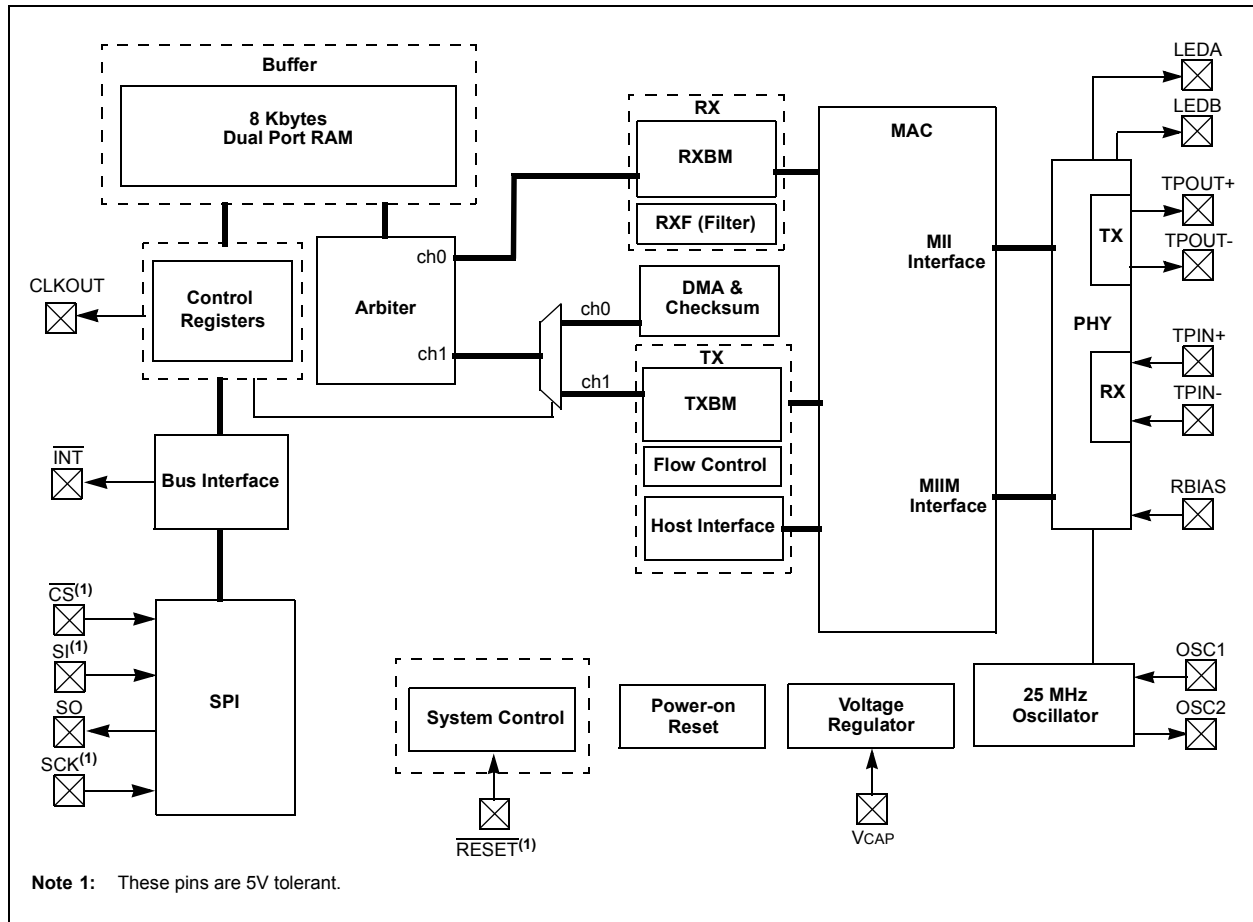 Buffer
8 Kbytes
Dual Port RAM
RX
RXBM
RXF (Filter)
MAC
LEDA
LEDB
TPOUT+
TPOUT-
TX
MII
Interface
PHY
CLKOUT
Control
Registers
Arbiter
ch0
ch1
ch0
ch1
DMA &
Checksum
TX
TXBM
Flow Control
Host Interface
MIIM
Interface
TPIN+
RX
TPIN-
RBIAS
INT
Bus Interface
CS(1)
SI(1)
SO
SCK(1)
SPI
System Control
RESET(1)
Power-on
Reset
Voltage
Regulator
VCAP
25 MHz
Oscillator
OSC1
OSC2
Note 1: These pins are 5V tolerant.